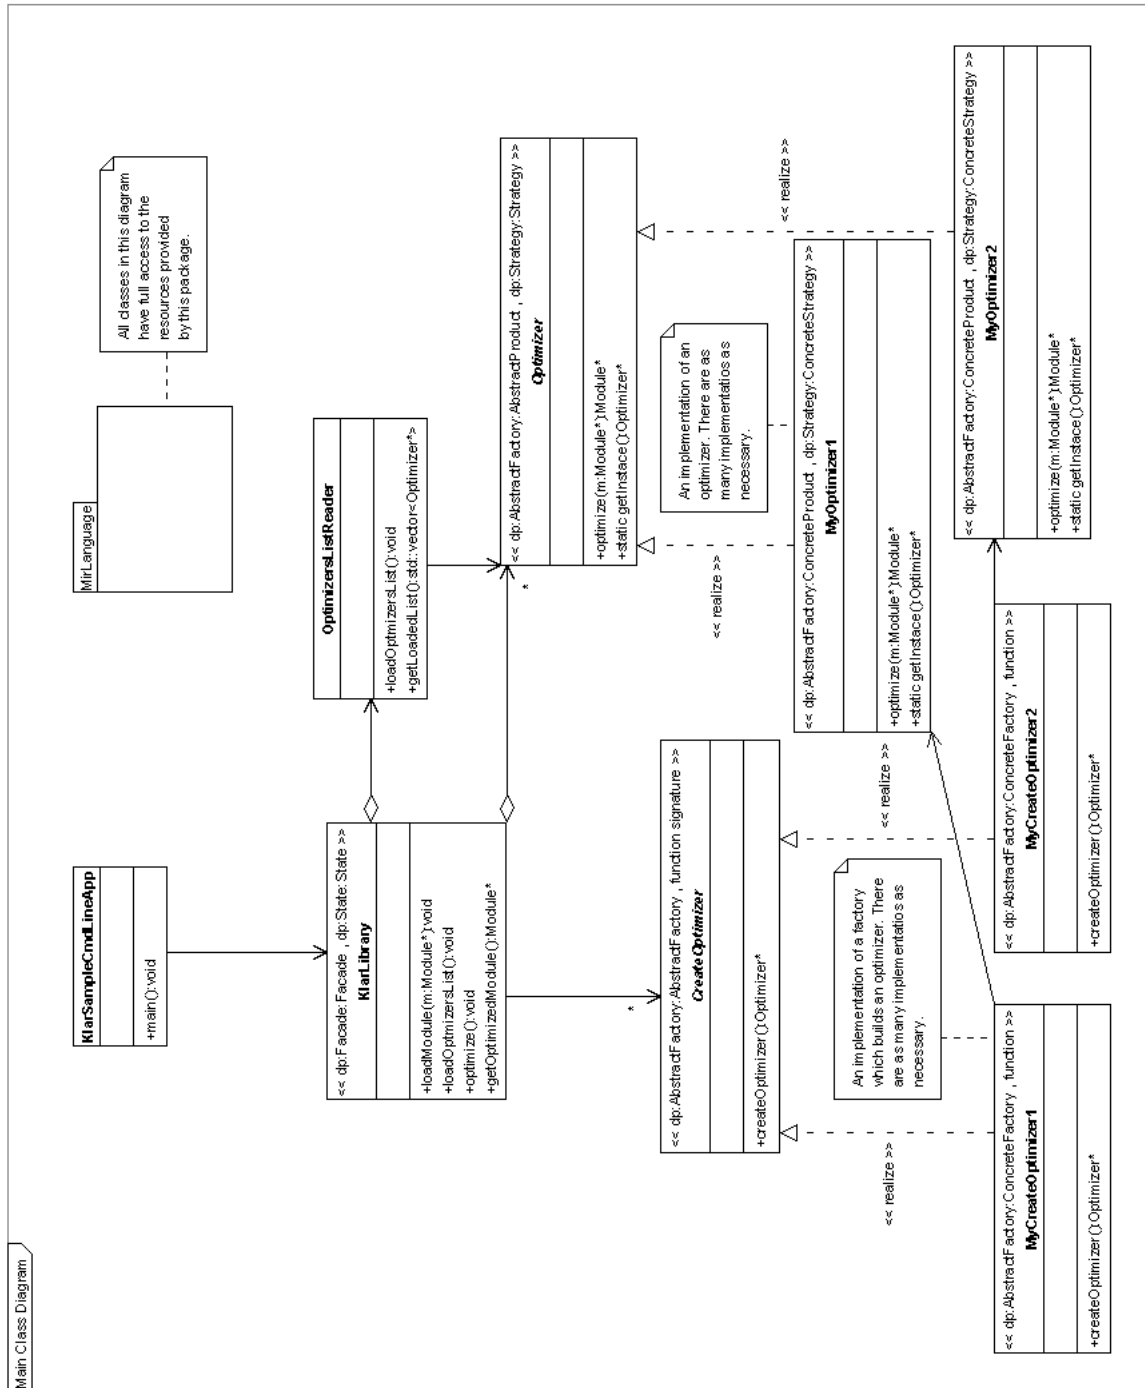 Main Class Diagram
KlarSampleCmdLineApp
+main():void
MirLanguage
All classes in this diagram
have full access to the
resources provided
by this package.
<< dp:Facade:Facade , dp:State:State >>
KlarLibrary
+loadModule(m:Module*):void
+loadOptmizersList():void
+optimize():void
+getOptimizedModule():Module*
OptimizersListReader
+loadOptmizersList():void
+getLoadedList():std::vector<Optimizer*>
<< dp:AbstractFactory:AbstractProduct , dp:Strategy:Strategy >>
Optimizer
+optimize(m:Module*):Module*
+static getInstace():Optimizer*
*
*
<< dp:AbstractFactory:AbstractFactory , function signature >>
CreateOptimizer
+createOptimizer():Optimizer*
An implementation of an
optimizer. There are as
many implementatios as
necessary.
<< realize >>
<< realize >>
<< dp:AbstractFactory:ConcreteProduct , dp:Strategy:ConcreteStrategy >>
MyOptimizer1
+optimize(m:Module*):Module*
+static getInstace():Optimizer*
An implementation of a factory
which builds an optimizer. There
are as many implementatios as
necessary.
<< realize >>
<< realize >>
<< dp:AbstractFactory:ConcreteProduct , dp:Strategy:ConcreteStrategy >>
MyOptimizer2
+optimize(m:Module*):Module*
+static getInstace():Optimizer*
<< dp:AbstractFactory:ConcreteFactory , function >>
MyCreateOptimizer1
+createOptimizer():Optimizer*
<< dp:AbstractFactory:ConcreteFactory , function >>
MyCreateOptimizer2
+createOptimizer():Optimizer*